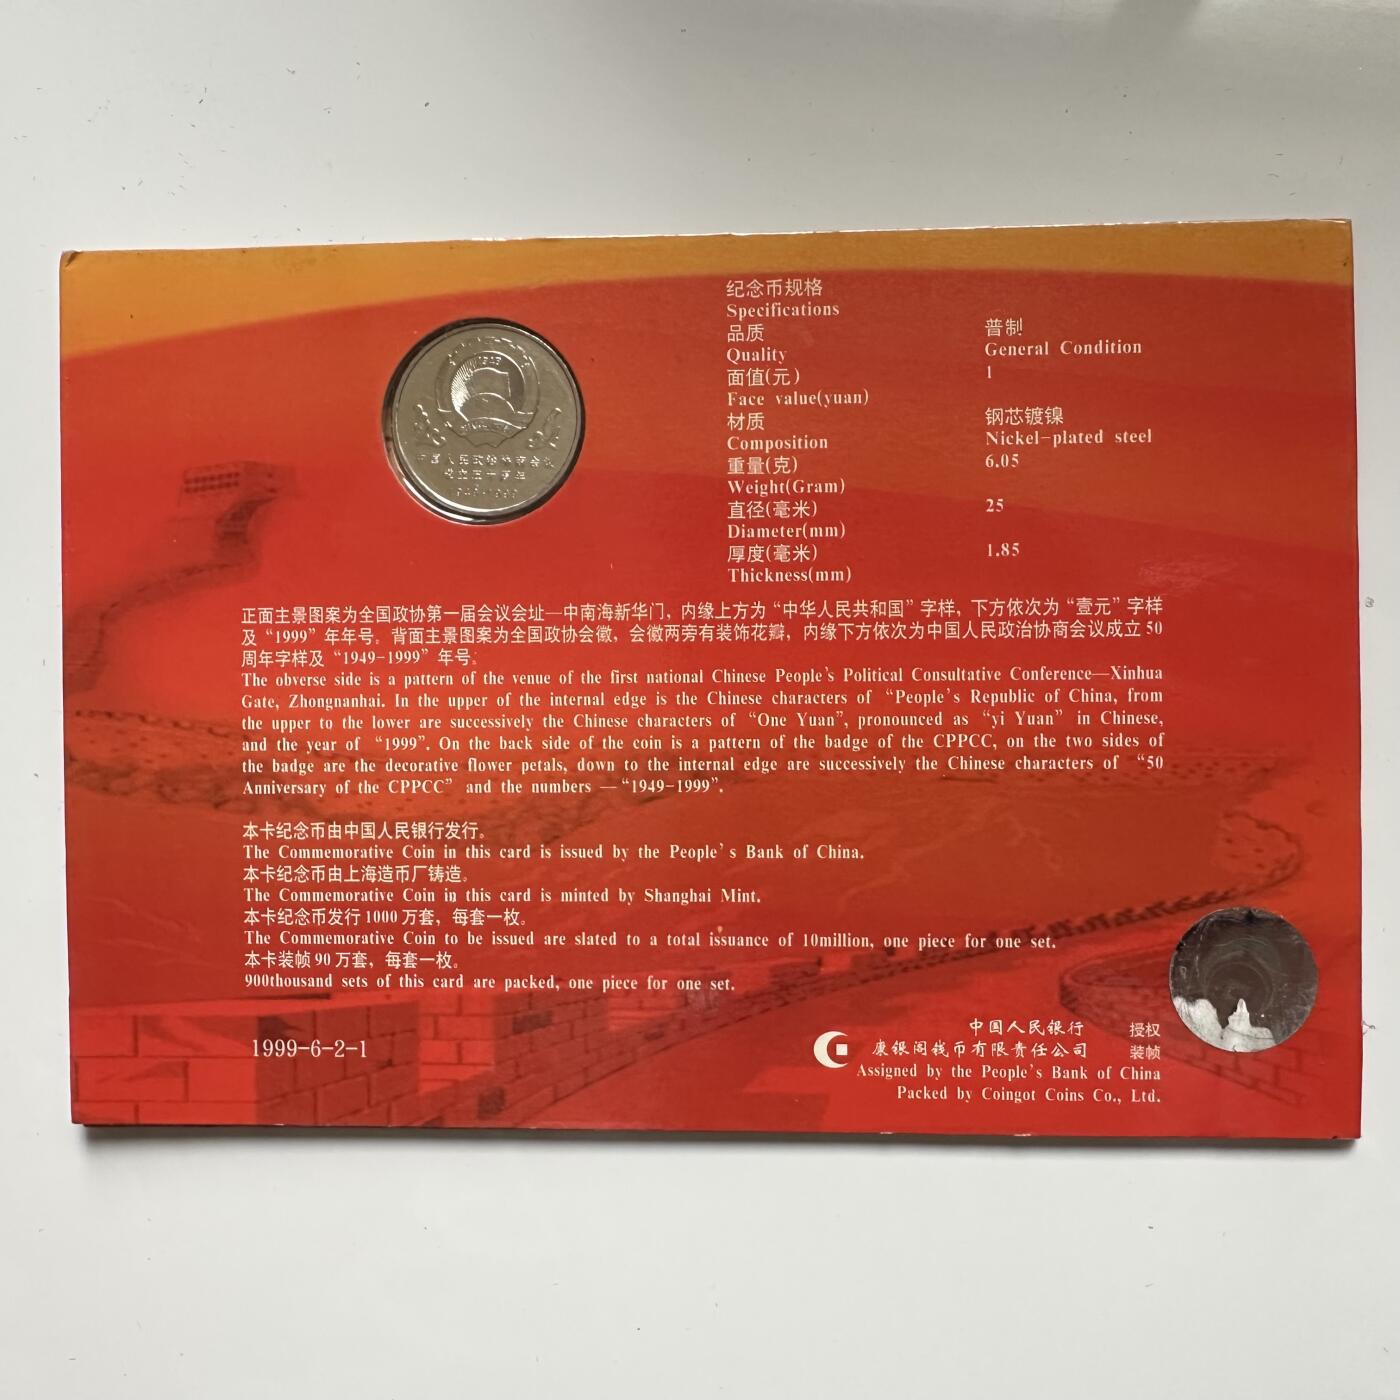 纪念币规格
Specifications
品质 普制
Quality General Condition
面值(元) 1
Face value(yuan)
材质 钢芯镀镍
Composition Nickel-plated steel
重量(克) 6.05
Weight(Gram)
直径(毫米) 25
Diameter(mm)
厚度(毫米) 1.85
Thickness(mm)
1949
中国人民政治协商会议
成立五十周年
1949-1999
正面主景图案为全国政协第一届会议会址—中南海新华门，内缘上方为“中华人民共和国”字样，下方依次为“壹元”字样
及“1999”年年号。背面主景图案为全国政协会徽，会徽两旁有装饰花瓣，内缘下方依次为中国人民政治协商会议成立50
周年字样及“1949-1999”年号。
The obverse side is a pattern of the venue of the first national Chinese People's Political Consultative Conference—Xinhua
Gate, Zhongnanhai. In the upper of the internal edge is the Chinese characters of “People's Republic of China, from
the upper to the lower are successively the Chinese characters of “One Yuan”, pronounced as “yi Yuan” in Chinese,
and the year of “1999”. On the back side of the coin is a pattern of the badge of the CPPCC, on the two sides of
the badge are the decorative flower petals, down to the internal edge are successively the Chinese characters of “50
Anniversary of the CPPCC” and the numbers —“1949-1999”.
本卡纪念币由中国人民银行发行。
The Commemorative Coin in this card is issued by the People's Bank of China.
本卡纪念币由上海造币厂铸造。
The Commemorative Coin in this card is minted by Shanghai Mint.
本卡纪念币发行1000万套，每套一枚。
The Commemorative Coin to be issued are slated to a total issuance of 10million, one piece for one set.
本卡装帧90万套，每套一枚。
900thousand sets of this card are packed, one piece for one set.
1999-6-2-1
中国人民银行 授权
康银阁钱币有限责任公司 装帧
Assigned by the People's Bank of China
Packed by Coingot Coins Co., Ltd.